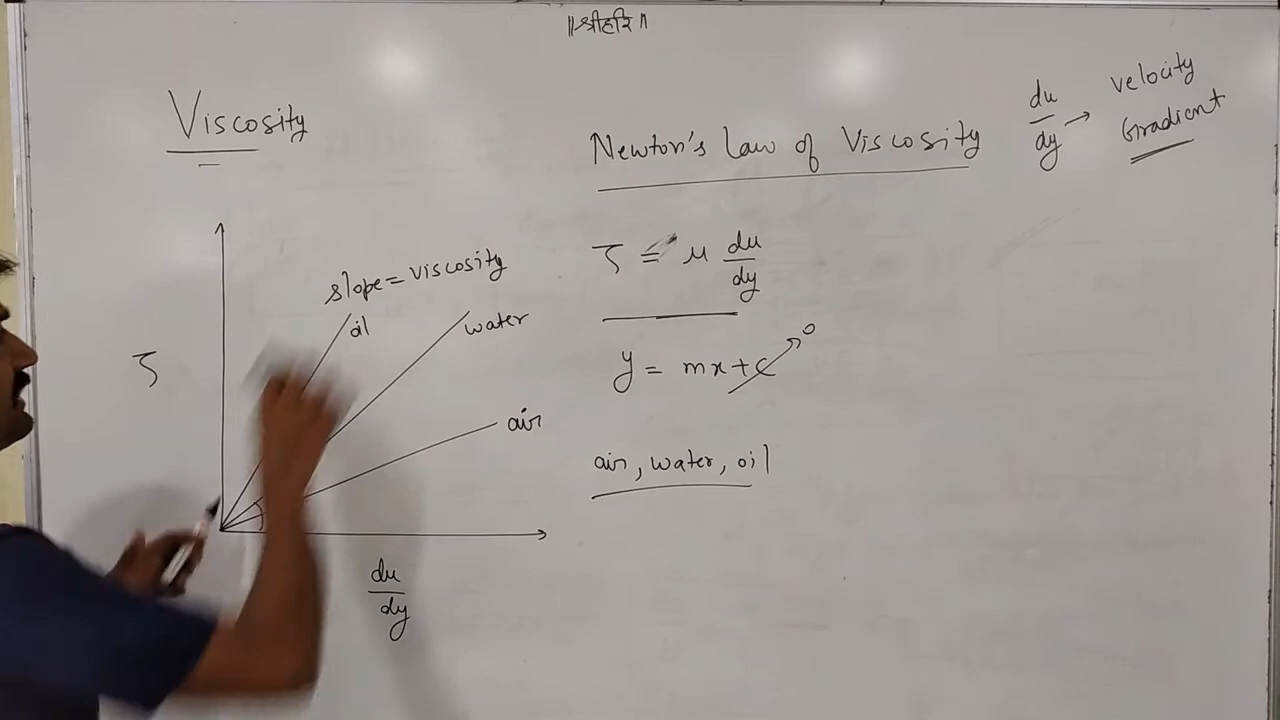 ॥श्रीहरि॥
Viscosity
Newton's Law of Viscosity
du/dy → velocity
Gradient
τ = μ du/dy
slope = viscosity
oil
water
τ
y = mx + c → 0
air
air, water, oil
du/dy